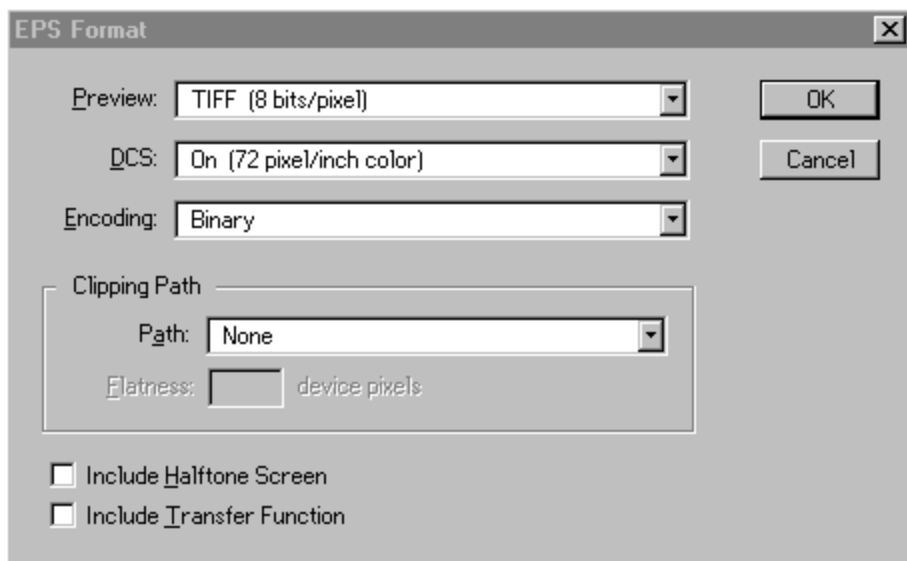 EPS Format
Preview: TIFF (8 bits/pixel) OK
DCS: On (72 pixel/inch color) Cancel
Encoding: Binary
Clipping Path
Path: None
Flatness: device pixels
Include Halftone Screen
Include Transfer Function